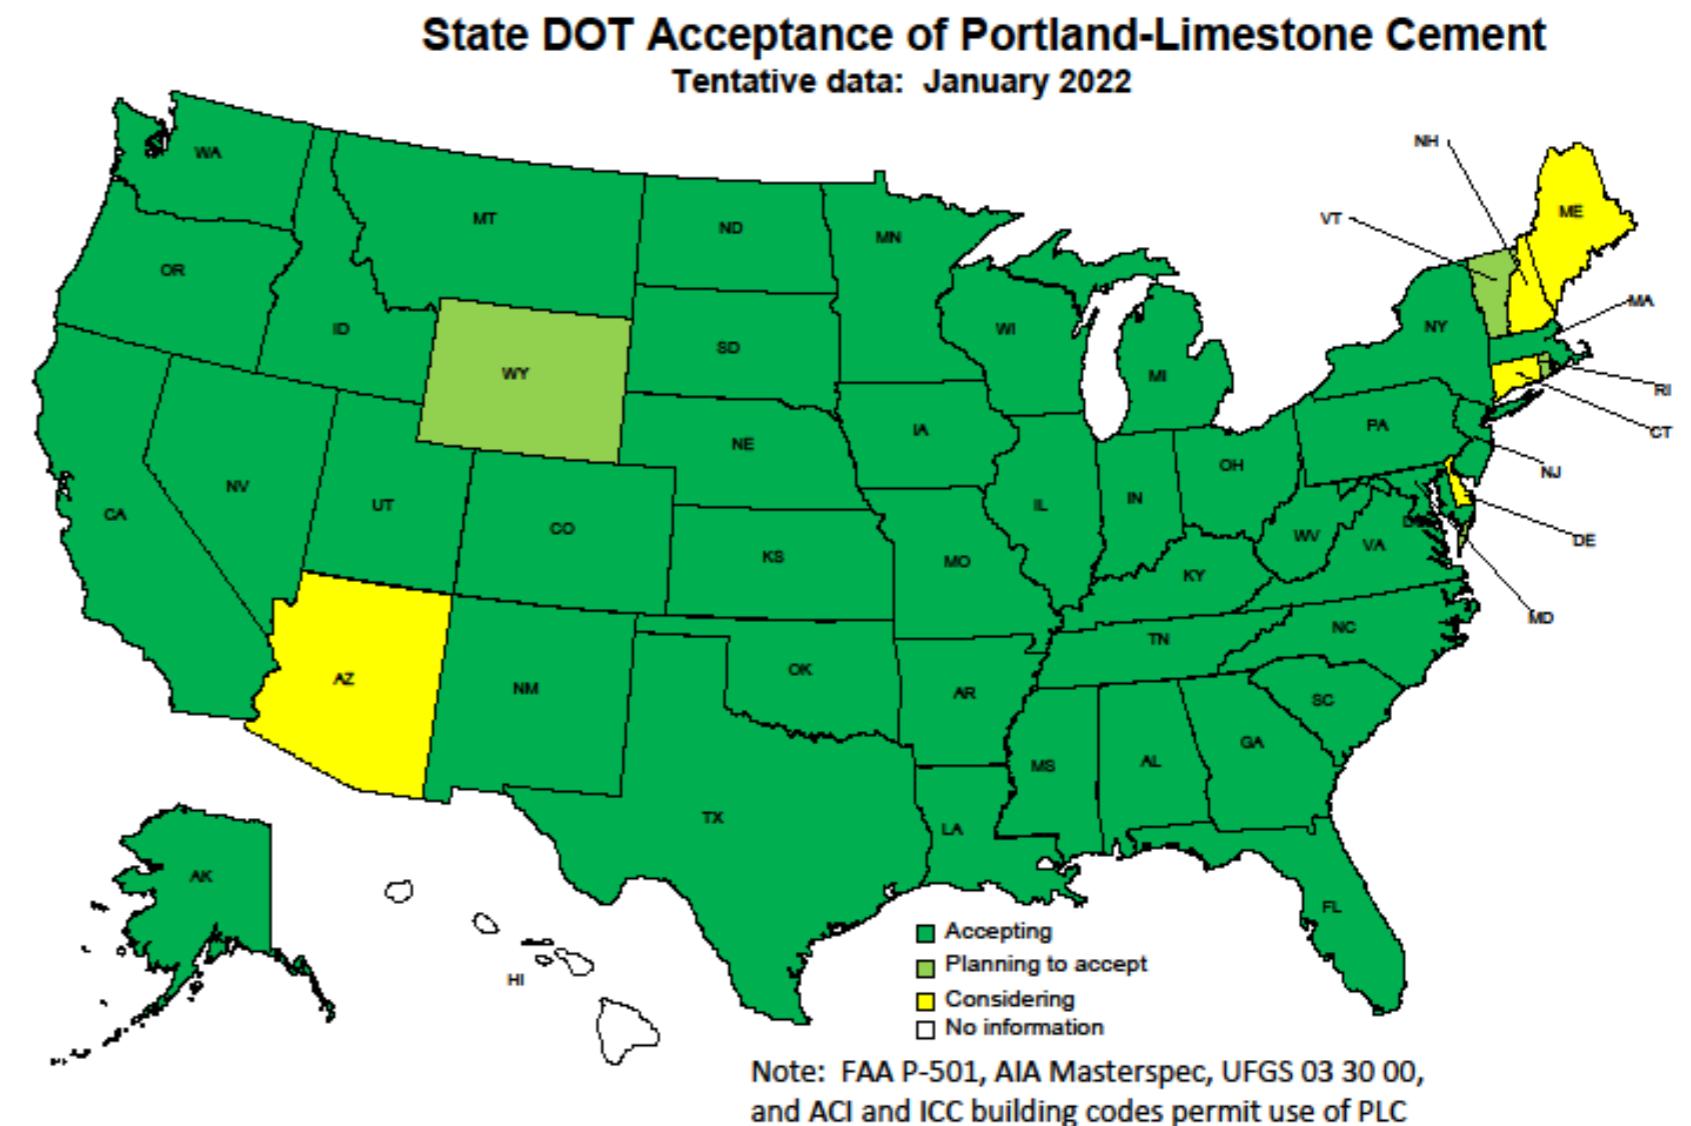 State DOT Acceptance of Portland-Limestone Cement
Tentative data: January 2022
NH
WA
ME
MT
VT
ND
MN
OR
MA
NY
WI
ID
SD
WY
MI
RI
PA
IA
CT
NE
OH
NJ
NV
IN
UT
IL
CA
CO
WV
DE
VA
KS
MO
KY
MD
NC
TN
OK
AZ
NM
AR
SC
GA
MS
AL
TX
LA
AK
FL
HI
Accepting
Planning to accept
Considering
No information
Note: FAA P-501, AIA Masterspec, UFGS 03 30 00,
and ACI and ICC building codes permit use of PLC